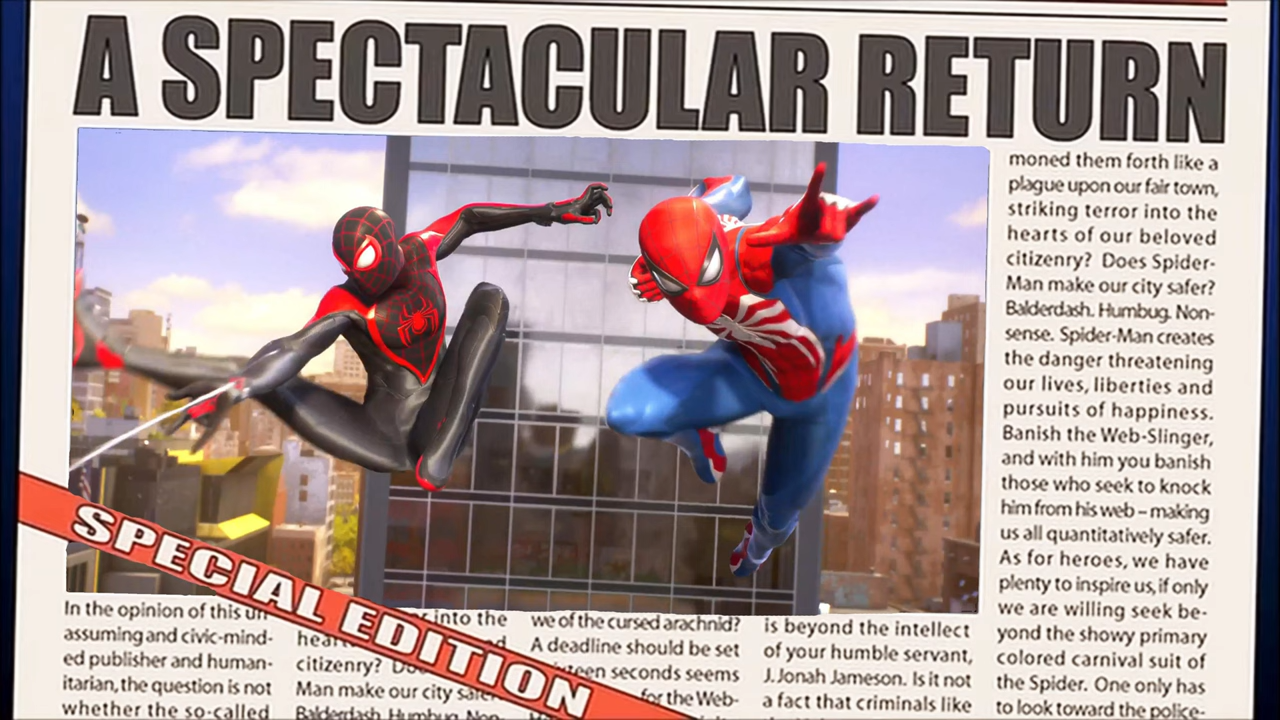 A SPECTACULAR RETURN
SPECIAL EDITION
In the opinion of this un-
assuming and civic-mind-
ed publisher and human-
itarian, the question is not
whether the so-called
into the
citizenry?
Man make our city
Balderdash. Humbug. Non-
we of the cursed arachnid?
A deadline should be set
seconds seems
for the Web-
is beyond the intellect
of your humble servant,
J. Jonah Jameson. Is it not
a fact that criminals like
moned them forth like a
plague upon our fair town,
striking terror into the
hearts of our beloved
citizenry? Does Spider-
Man make our city safer?
Balderdash. Humbug. Non-
sense. Spider-Man creates
the danger threatening
our lives, liberties and
pursuits of happiness.
Banish the Web-Slinger,
and with him you banish
those who seek to knock
him from his web – making
us all quantitatively safer.
As for heroes, we have
plenty to inspire us, if only
we are willing seek be-
yond the showy primary
colored carnival suit of
the Spider. One only has
to look toward the police-